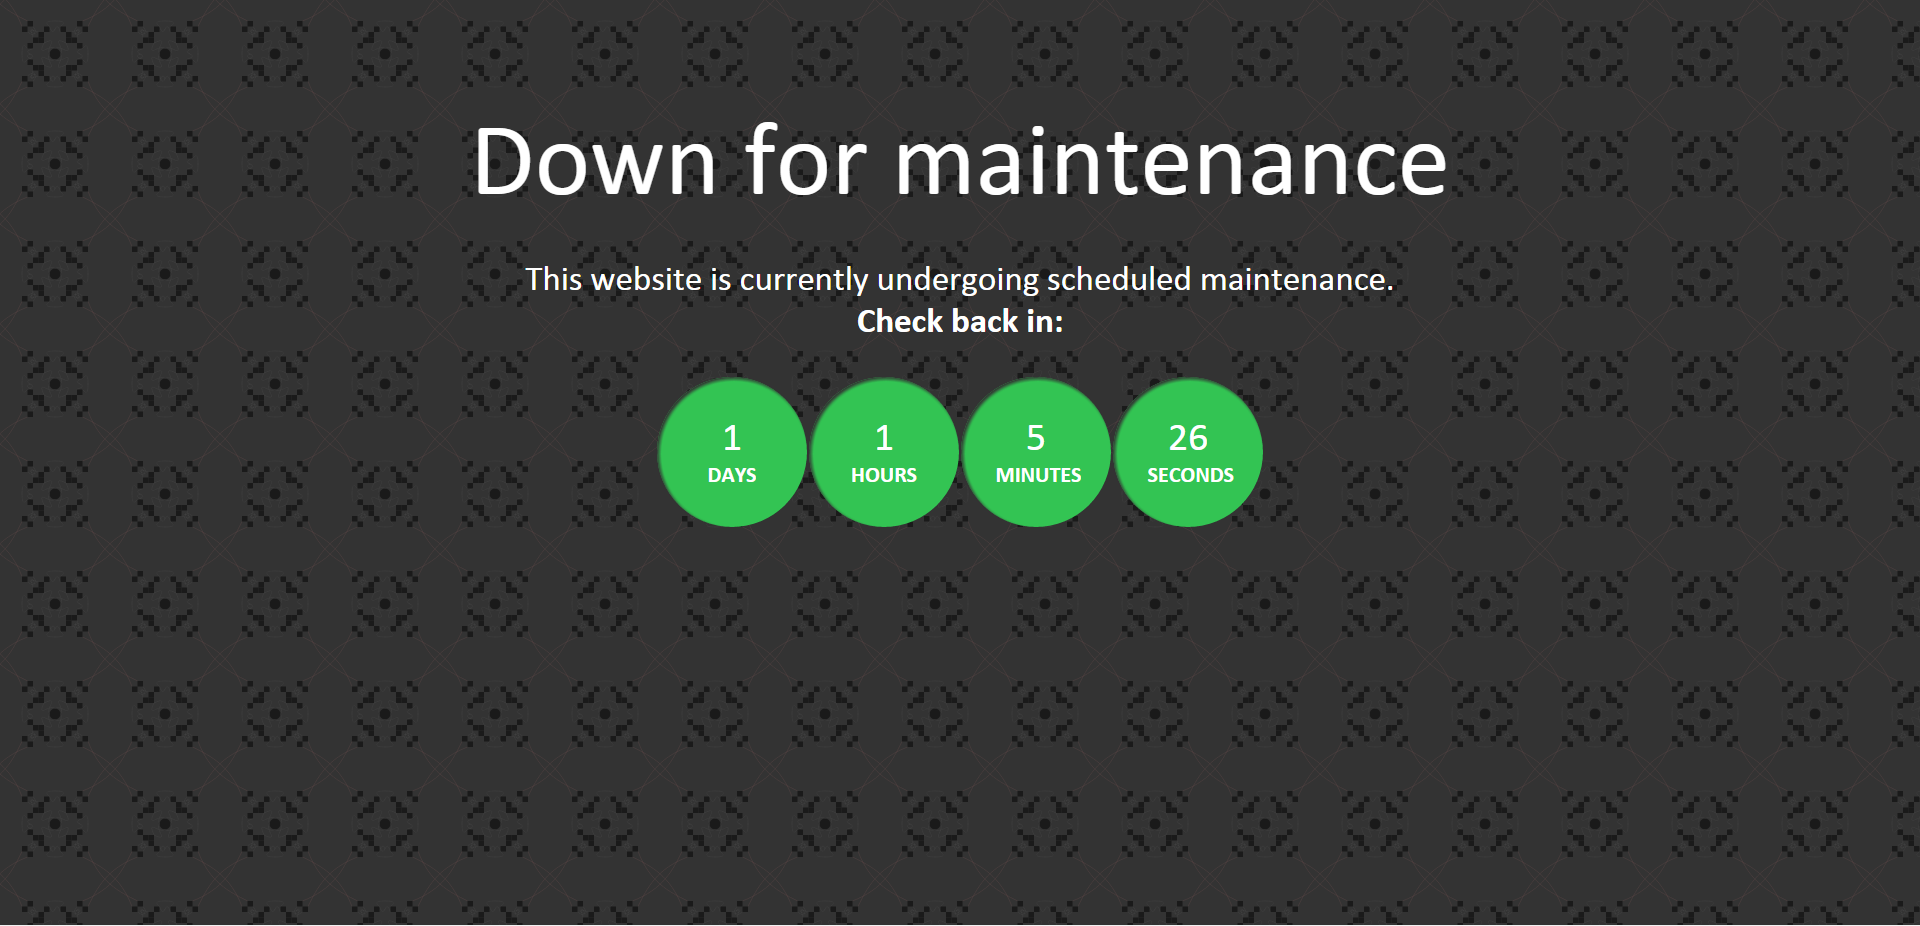 Down for maintenance
This website is currently undergoing scheduled maintenance.
Check back in:
1 1 5 26
DAYS HOURS MINUTES SECONDS